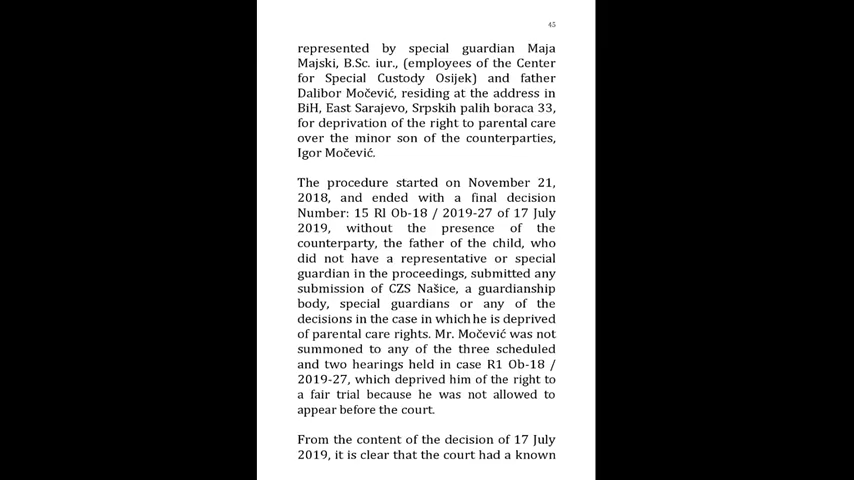 45
represented by special guardian Maja
Majski, B.Sc. iur., (employees of the Center
for Special Custody Osijek) and father
Dalibor Močević, residing at the address in
BiH, East Sarajevo, Srpskih palih boraca 33,
for deprivation of the right to parental care
over the minor son of the counterparties,
Igor Močević.
The procedure started on November 21,
2018, and ended with a final decision
Number: 15 Rl Ob-18 / 2019-27 of 17 July
2019, without the presence of the
counterparty, the father of the child, who
did not have a representative or special
guardian in the proceedings, submitted any
submission of CZS Našice, a guardianship
body, special guardians or any of the
decisions in the case in which he is deprived
of parental care rights. Mr. Močević was not
summoned to any of the three scheduled
and two hearings held in case R1 Ob-18 /
2019-27, which deprived him of the right to
a fair trial because he was not allowed to
appear before the court.
From the content of the decision of 17 July
2019, it is clear that the court had a known